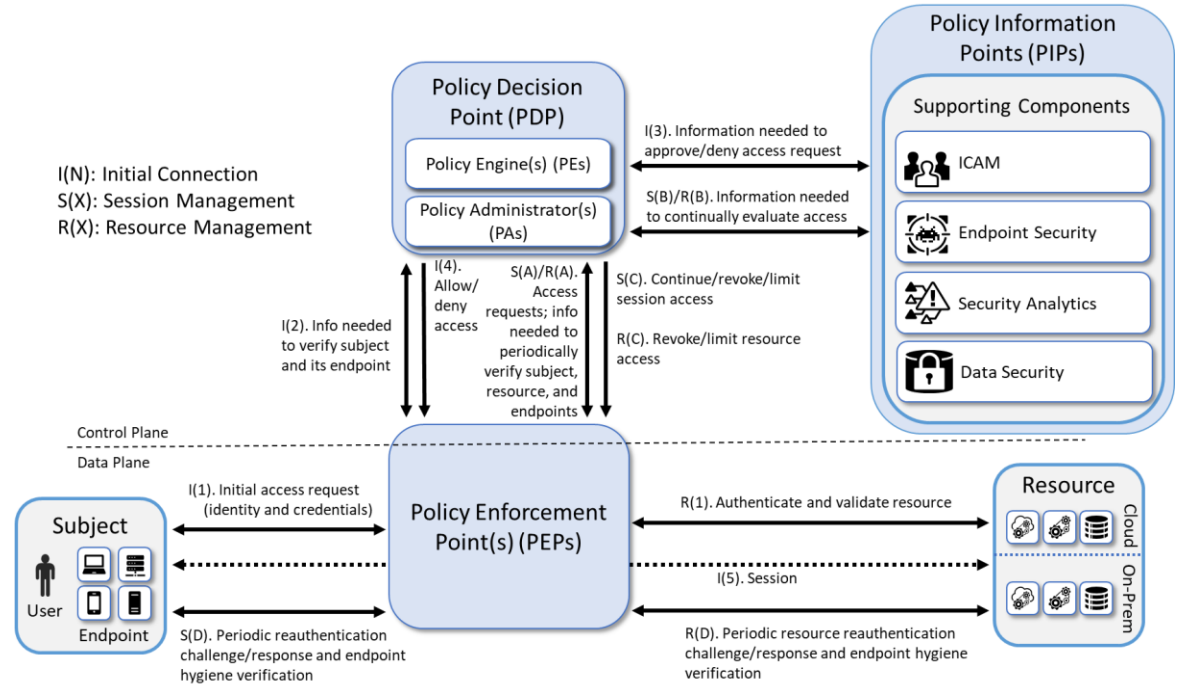 Policy Information
Points (PIPs)
Supporting Components
ICAM
Endpoint Security
Security Analytics
Data Security
Policy Decision
Point (PDP)
Policy Engine(s) (PEs)
Policy Administrator(s)
(PAs)
I(3). Information needed to
approve/deny access request
S(B)/R(B). Information needed
to continually evaluate access
I(N): Initial Connection
S(X): Session Management
R(X): Resource Management
I(2). Info needed
to verify subject
and its endpoint
I(4).
Allow/
deny
access
S(A)/R(A).
Access
requests; info
needed to
periodically
verify subject,
resource, and
endpoints
S(C). Continue/revoke/limit
session access
R(C). Revoke/limit resource
access
Control Plane
Data Plane
Subject
User
Endpoint
I(1). Initial access request
(identity and credentials)
S(D). Periodic reauthentication
challenge/response and endpoint
hygiene verification
Policy Enforcement
Point(s) (PEPs)
R(1). Authenticate and validate resource
I(5). Session
R(D). Periodic resource reauthentication
challenge/response and endpoint hygiene
verification
Resource
Cloud
On-Prem